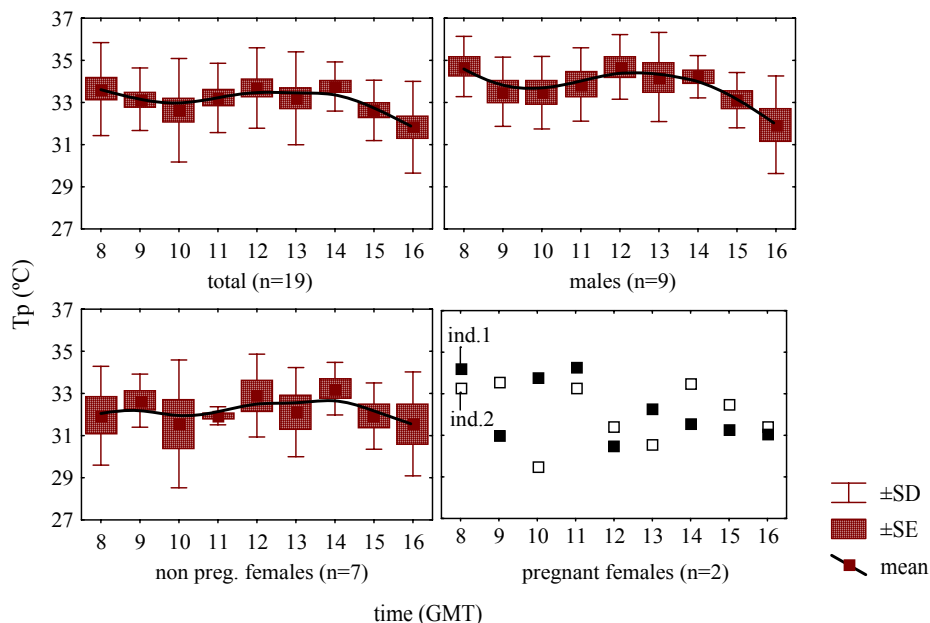 37
35
33
31
29
27
8 9 10 11 12 13 14 15 16
total (n=19)
8 9 10 11 12 13 14 15 16
males (n=9)
Tp (ºC)
37
35
33
31
29
27
8 9 10 11 12 13 14 15 16
non preg. females (n=7)
ind.1
ind.2
8 9 10 11 12 13 14 15 16
pregnant females (n=2)
time (GMT)
±SD
±SE
mean